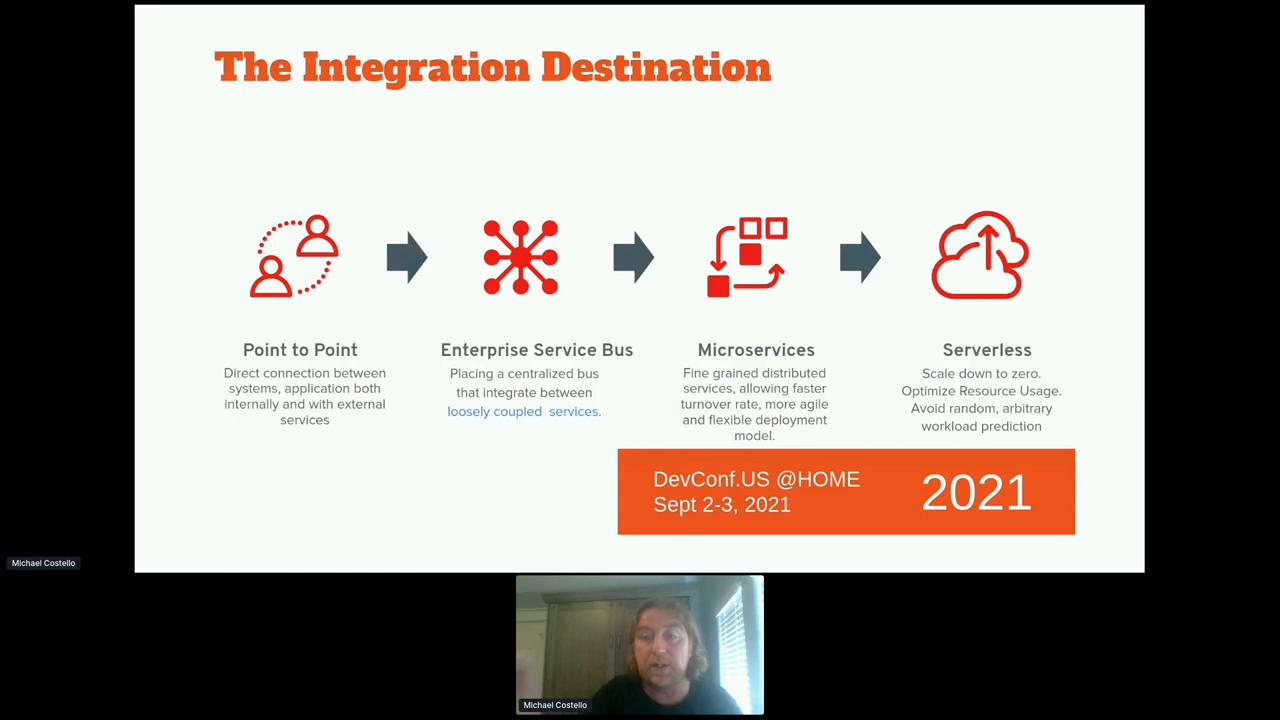 The Integration Destination
Point to Point
Direct connection between
systems, application both
internally and with external
services
Enterprise Service Bus
Placing a centralized bus
that integrate between
loosely coupled services.
Microservices
Fine grained distributed
services, allowing faster
turnover rate, more agile
and flexible deployment
model.
Serverless
Scale down to zero.
Optimize Resource Usage.
Avoid random, arbitrary
workload prediction
DevConf.US @HOME
Sept 2-3, 2021
2021
Michael Costello
Michael Costello